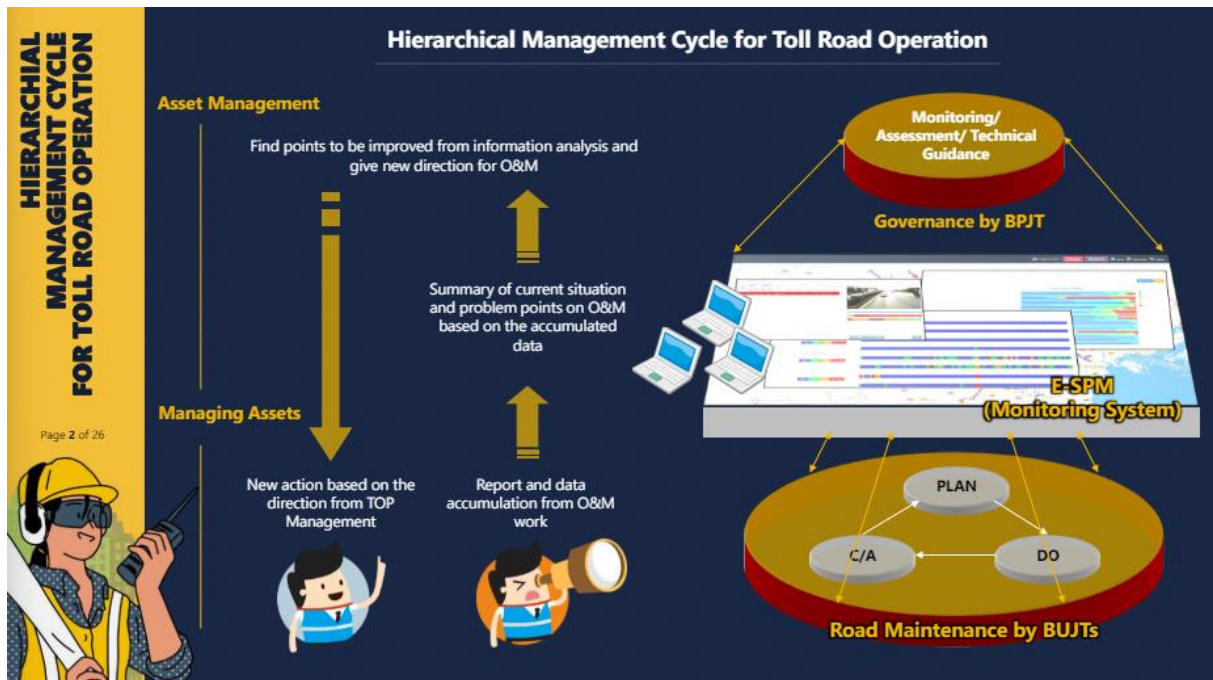 HIERARCHIAL
MANAGEMENT CYCLE
FOR TOLL ROAD OPERATION
Page 2 of 26
Hierarchical Management Cycle for Toll Road Operation
Asset Management
Find points to be improved from information analysis and
give new direction for O&M
Summary of current situation
and problem points on O&M
based on the accumulated
data
Managing Assets
New action based on the
direction from TOP
Management
Report and data
accumulation from O&M
work
Monitoring/
Assessment/ Technical
Guidance
Governance by BPJT
E-SPM
(Monitoring System)
PLAN
C/A
DO
Road Maintenance by BUJTs